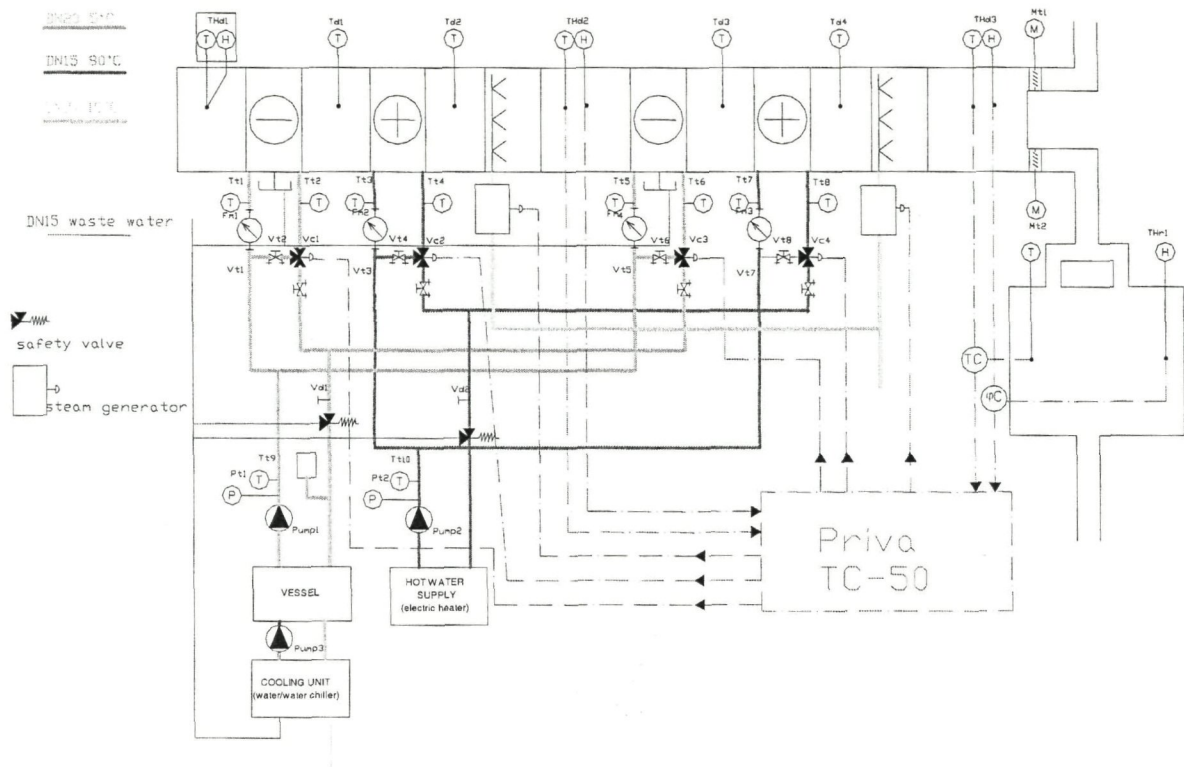 THd1
Td1
Td2
THd2
Td3
Td4
THd3
Mt1
T H
T
T
T H
T
T
T H
M
DN20 5°C
DN15 90°C
Tt1 Tt2 Tt3 Tt4 Tt5 Tt6 Tt7 Tt8
T T T T T T T T
M
Mt2
Fm1 Fm2 Fm4 Fm3
DN15 waste water
THr1
T H
Vt2 Vc1 Vt4 Vc2 Vt6 Vc3 Vt8 Vc4
Vt1 Vt3 Vt5 Vt7
safety valve
steam generator
TC
φC
Vd1 Vd2
Tt9 Tt10
Pt1 T Pt2 T
P P
Pump1 Pump2
Priva
TC-50
VESSEL
HOT WATER
SUPPLY
(electric heater)
Pump3
COOLING UNIT
(water/water chiller)